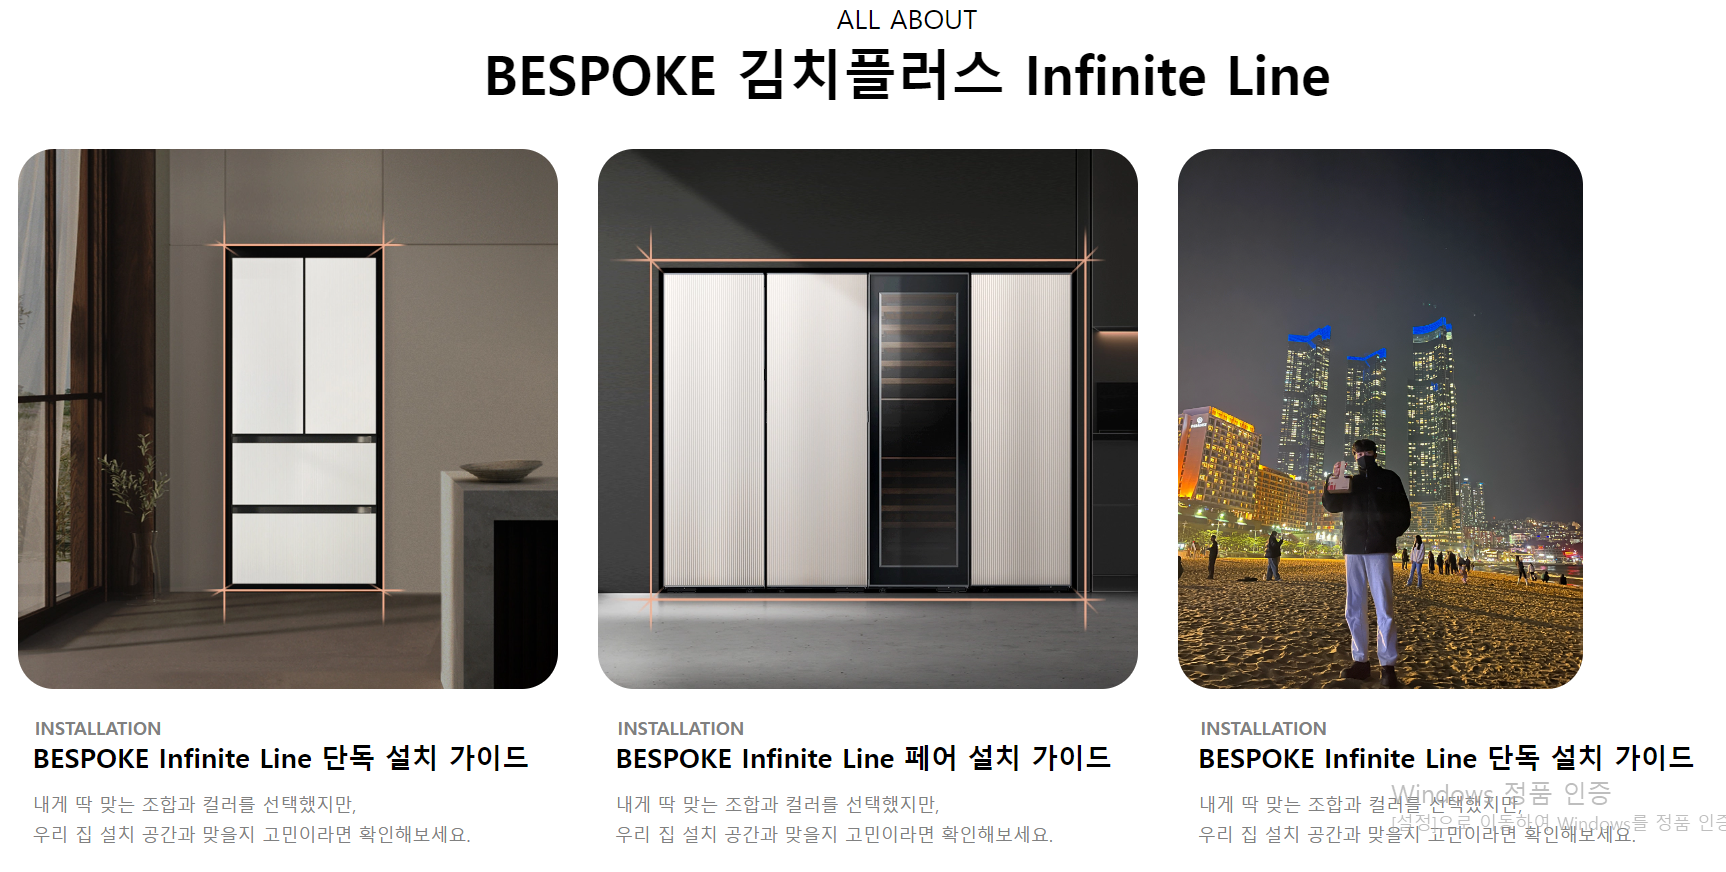 ALL ABOUT
BESPOKE 김치플러스 Infinite Line
INSTALLATION
BESPOKE Infinite Line 단독 설치 가이드
내게 딱 맞는 조합과 컬러를 선택했지만,
우리 집 설치 공간과 맞을지 고민이라면 확인해보세요.
INSTALLATION
BESPOKE Infinite Line 페어 설치 가이드
내게 딱 맞는 조합과 컬러를 선택했지만,
우리 집 설치 공간과 맞을지 고민이라면 확인해보세요.
INSTALLATION
BESPOKE Infinite Line 단독 설치 가이드
내게 딱 맞는 조합과 컬러를 선택했지만,
우리 집 설치 공간과 맞을지 고민이라면 확인해보세요.
Windows 정품 인증
[설정]으로 이동하여 Windows를 정품 인증